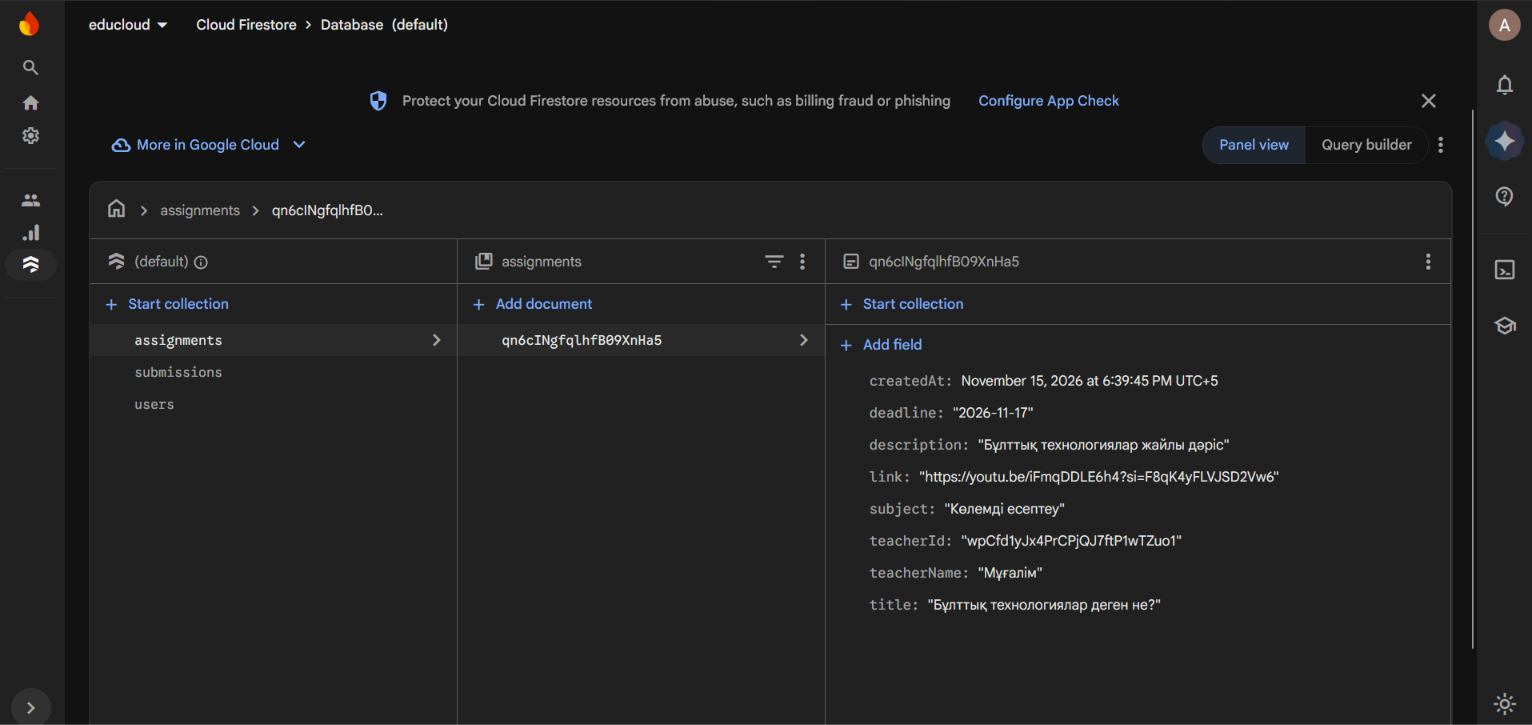 educloud
Cloud Firestore > Database (default)
A
Protect your Cloud Firestore resources from abuse, such as billing fraud or phishing
Configure App Check
More in Google Cloud
Panel view
Query builder
assignments > qn6cINgfqlhfB0...
(default)
assignments
qn6cINgfqlhfB09XnHa5
+ Start collection
+ Add document
+ Start collection
assignments
qn6cINgfqlhfB09XnHa5
+ Add field
submissions
users
createdAt: November 15, 2026 at 6:39:45 PM UTC+5
deadline: "2026-11-17"
description: "Бұлттық технологиялар жайлы дәріс"
link: "https://youtu.be/iFmqDDLE6h4?si=F8qK4yFLVJSD2Vw6"
subject: "Көлемді есептеу"
teacherId: "wpCfd1yJx4PrCPjQJ7ftP1wTZuo1"
teacherName: "Мұғалім"
title: "Бұлттық технологиялар деген не?"